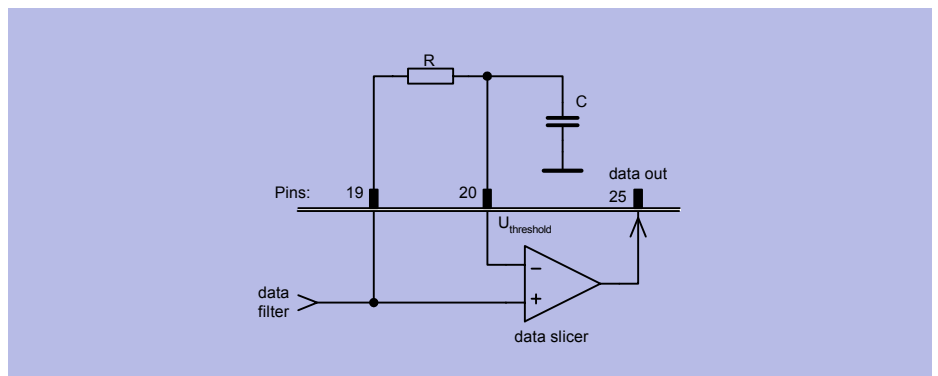 R
C
data out
Pins: 19 20 25
Uthreshold
−
+
data
filter
data slicer